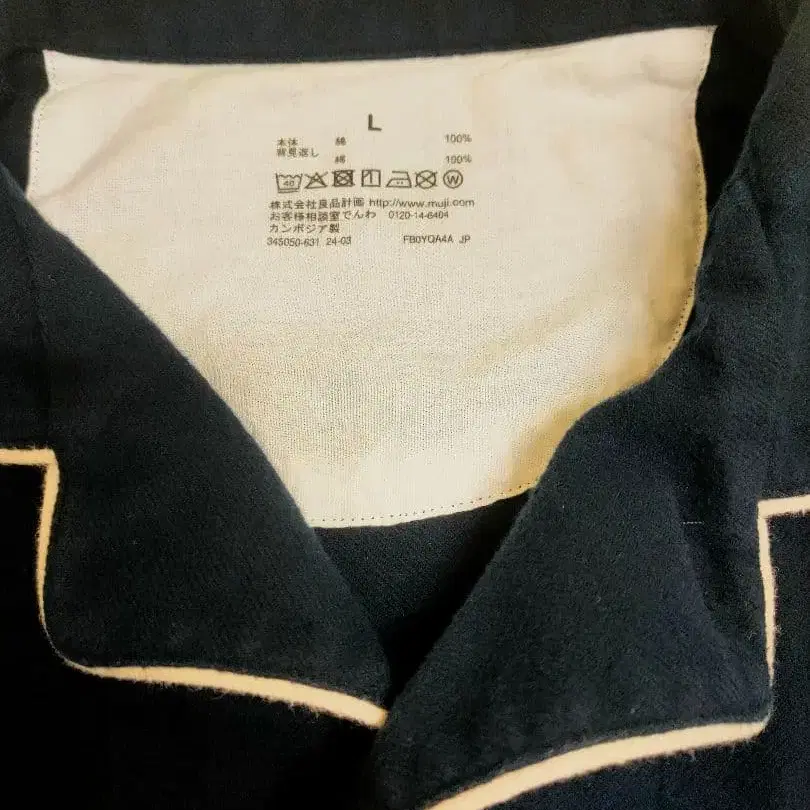 L
本体 綿 100%
背見返し 綿 100%
40 W
株式会社良品計画 http://www.muji.com
お客様相談室でんわ 0120-14-6404
カンボジア製
345050-631 24-03 FB0YQA4A JP